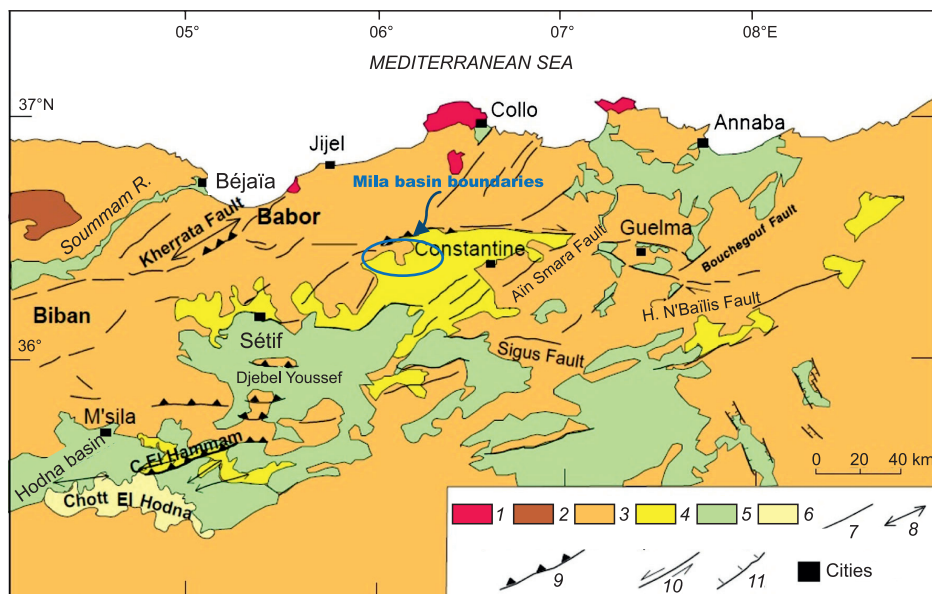 05°
06°
07°
08°E
MEDITERRANEAN SEA
37°N
Collo
Annaba
Jijel
Béjaïa
Mila basin boundaries
Soummam R.
Kherrata Fault
Babor
Constantine
Guelma
Aïn Smara Fault
Bouchegouf Fault
Biban
H. N'Baïlis Fault
Sétif
36°
Sigus Fault
Djebel Youssef
M'sila
C.El Hammam
Hodna basin
Chott El Hodna
0 20 40 km
1 2 3 4 5 6 7 8
9 10 11 Cities